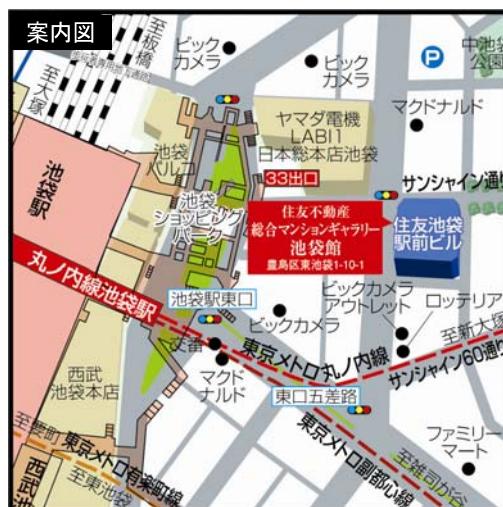 案内図
至板橋
至大塚
ビック
カメラ
ビック
カメラ
P
中池袋
公園
マクドナルド
ヤマダ電機
LABI1
日本総本店池袋
池袋
パルコ
33出口
サンシャイン通り
池袋駅
池袋
ショッピング
パーク
住友不動産
総合マンションギャラリー
池袋館
豊島区東池袋1-10-1
住友池袋
駅前ビル
丸ノ内線池袋駅
池袋駅東口
ビックカメラ
ビックカメラ
アウトレット
ロッテリア
至新大塚
サンシャイン60通り
東京メトロ丸ノ内線
交番
マクド
ナルド
西武
池袋本店
東口五差路
東京メトロ副都心線
至雑司が谷
ファミリー
マート
至要町
東京メトロ有楽町線
至東池袋
西武池